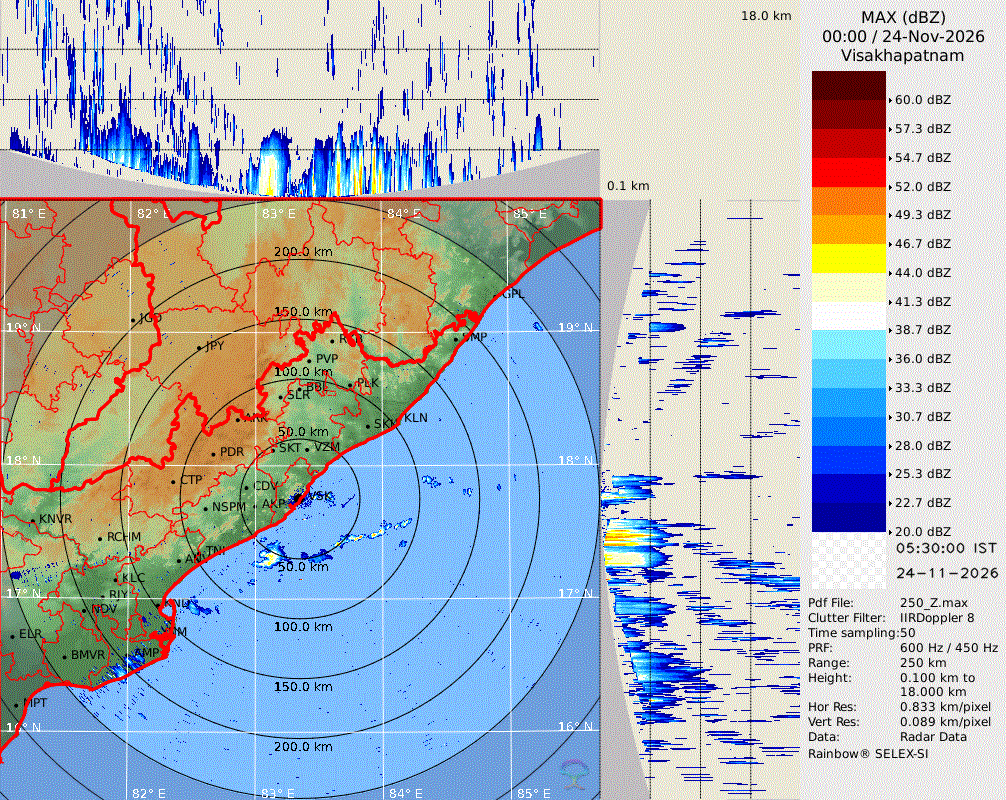 18.0 km
MAX (dBZ)
00:00 / 24-Nov-2026
Visakhapatnam
60.0 dBZ
57.3 dBZ
54.7 dBZ
52.0 dBZ
49.3 dBZ
46.7 dBZ
44.0 dBZ
41.3 dBZ
38.7 dBZ
36.0 dBZ
33.3 dBZ
30.7 dBZ
28.0 dBZ
25.3 dBZ
22.7 dBZ
20.0 dBZ
0.1 km
81° E
82° E
83° E
84° E
85° E
200.0 km
GPL
150.0 km
JGD
19° N
19° N
JPY
PVP
100.0 km
BBL
PLK
SLR
SKL
KLN
50.0 km
PDR
SKT
VZM
18° N
18° N
CTP
CDV
NSPM
AKP
VSK
KNVR
RCHM
TNI
50.0 km
KLC
RJY
17° N
17° N
NDV
100.0 km
ELR
BMVR
AMP
150.0 km
MPT
16° N
16° N
200.0 km
82° E
83° E
84° E
85° E
05:30:00 IST
24-11-2026
Pdf File: 250_Z.max
Clutter Filter: IIRDoppler 8
Time sampling:50
PRF: 600 Hz / 450 Hz
Range: 250 km
Height: 0.100 km to
18.000 km
Hor Res: 0.833 km/pixel
Vert Res: 0.089 km/pixel
Data: Radar Data
Rainbow® SELEX-SI